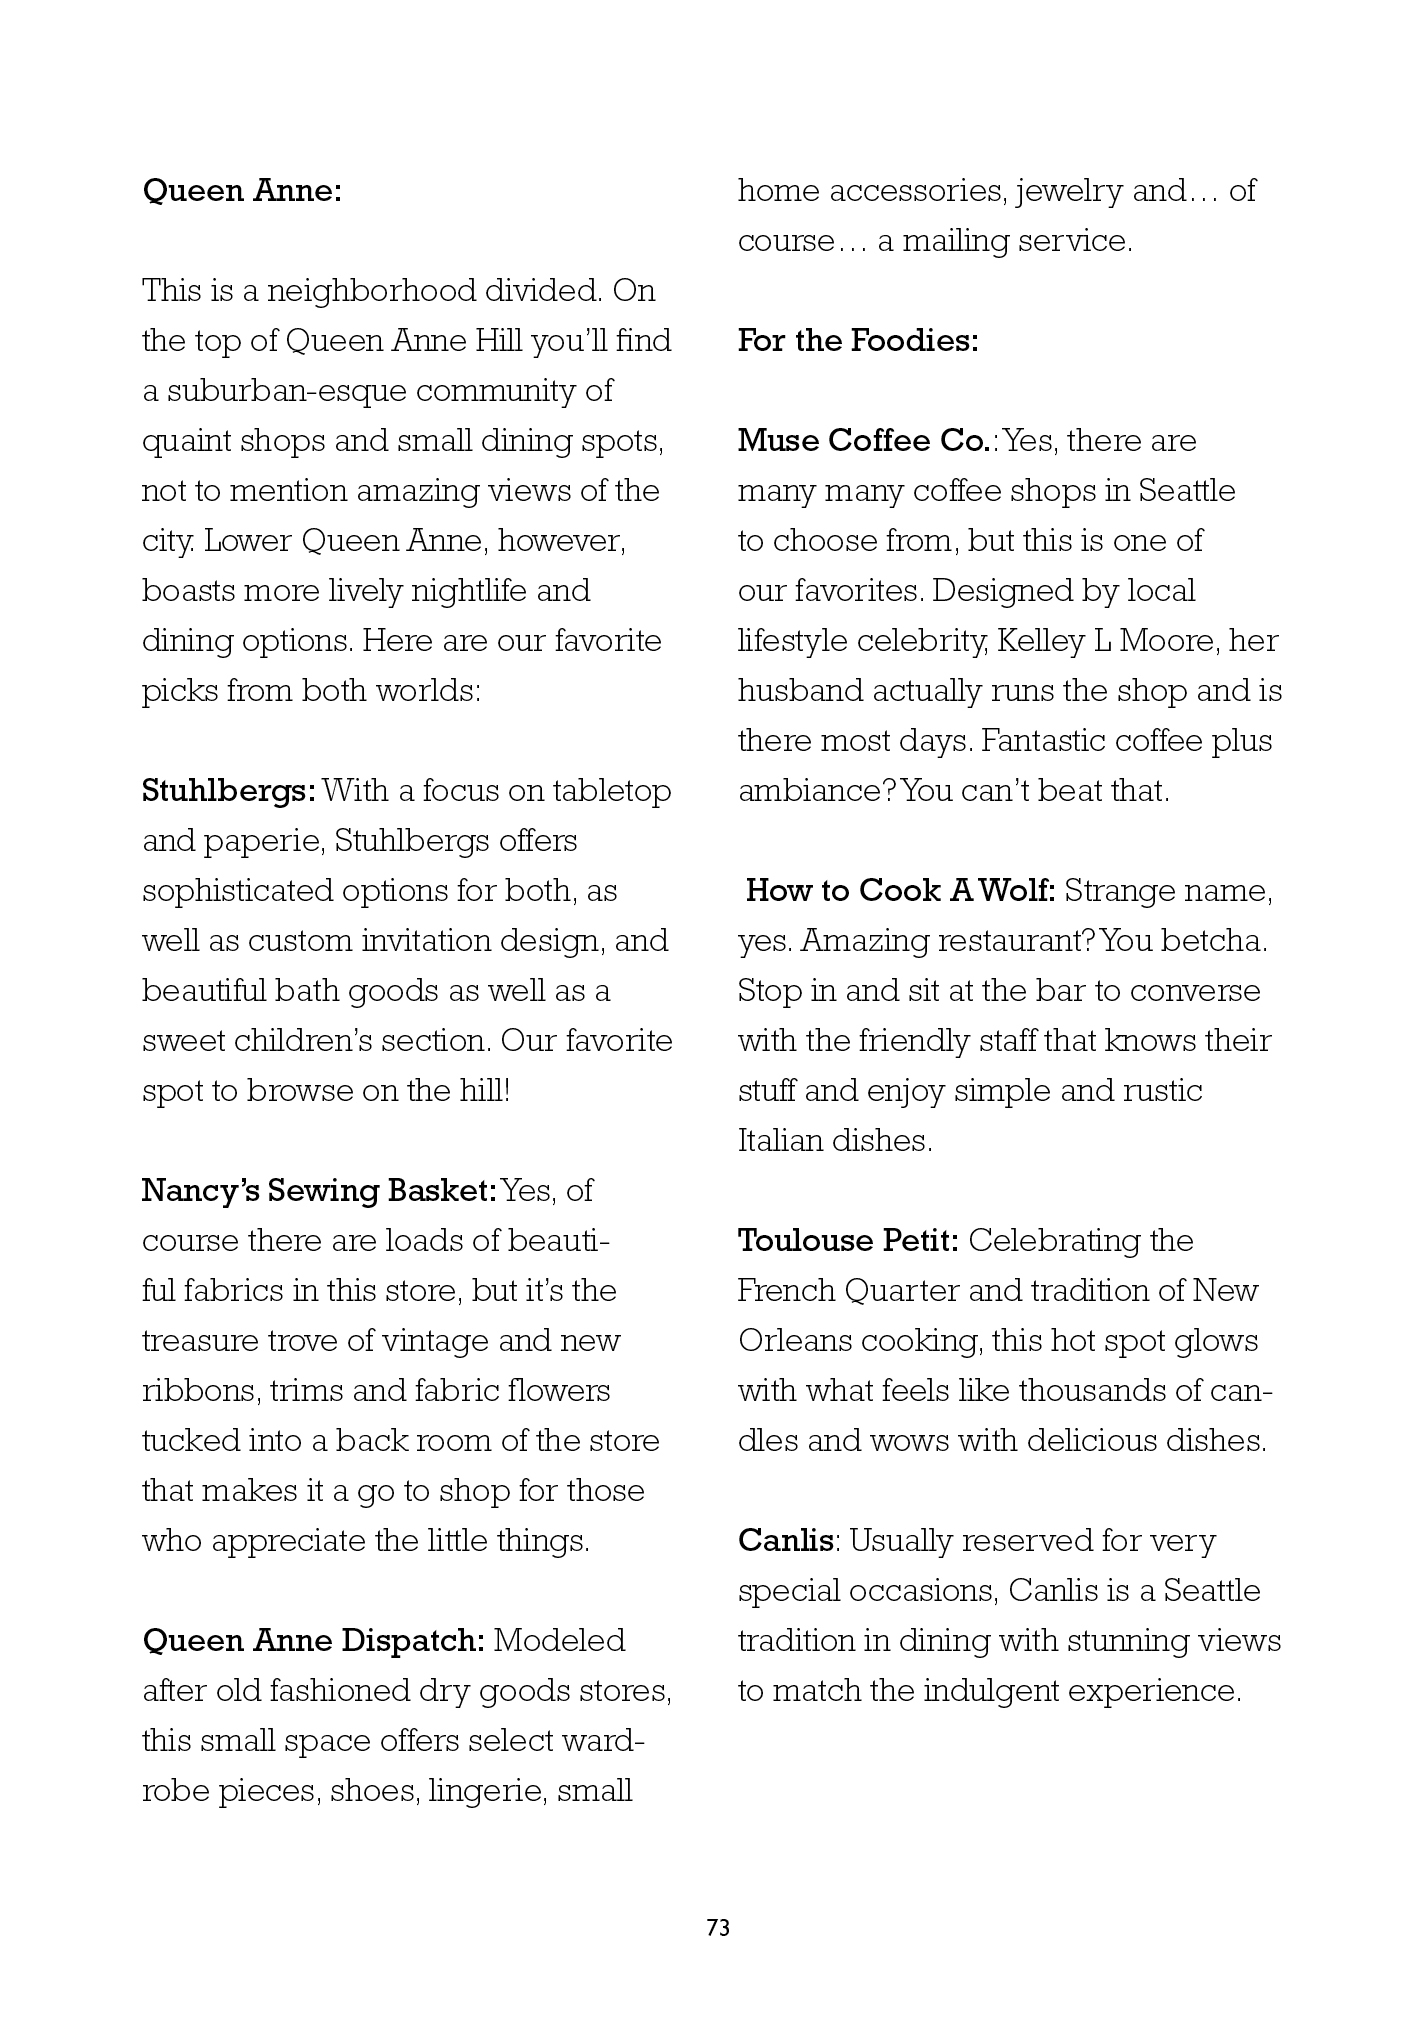 Queen Anne:
This is a neighborhood divided. On
the top of Queen Anne Hill you’ll find
a suburban-esque community of
quaint shops and small dining spots,
not to mention amazing views of the
city. Lower Queen Anne, however,
boasts more lively nightlife and
dining options. Here are our favorite
picks from both worlds:
Stuhlbergs: With a focus on tabletop
and paperie, Stuhlbergs offers
sophisticated options for both, as
well as custom invitation design, and
beautiful bath goods as well as a
sweet children’s section. Our favorite
spot to browse on the hill!
Nancy’s Sewing Basket: Yes, of
course there are loads of beauti-
ful fabrics in this store, but it’s the
treasure trove of vintage and new
ribbons, trims and fabric flowers
tucked into a back room of the store
that makes it a go to shop for those
who appreciate the little things.
Queen Anne Dispatch: Modeled
after old fashioned dry goods stores,
this small space offers select ward-
robe pieces, shoes, lingerie, small
home accessories, jewelry and… of
course… a mailing service.
For the Foodies:
Muse Coffee Co.: Yes, there are
many many coffee shops in Seattle
to choose from, but this is one of
our favorites. Designed by local
lifestyle celebrity, Kelley L Moore, her
husband actually runs the shop and is
there most days. Fantastic coffee plus
ambiance? You can’t beat that.
How to Cook A Wolf: Strange name,
yes. Amazing restaurant? You betcha.
Stop in and sit at the bar to converse
with the friendly staff that knows their
stuff and enjoy simple and rustic
Italian dishes.
Toulouse Petit: Celebrating the
French Quarter and tradition of New
Orleans cooking, this hot spot glows
with what feels like thousands of can-
dles and wows with delicious dishes.
Canlis: Usually reserved for very
special occasions, Canlis is a Seattle
tradition in dining with stunning views
to match the indulgent experience.
73